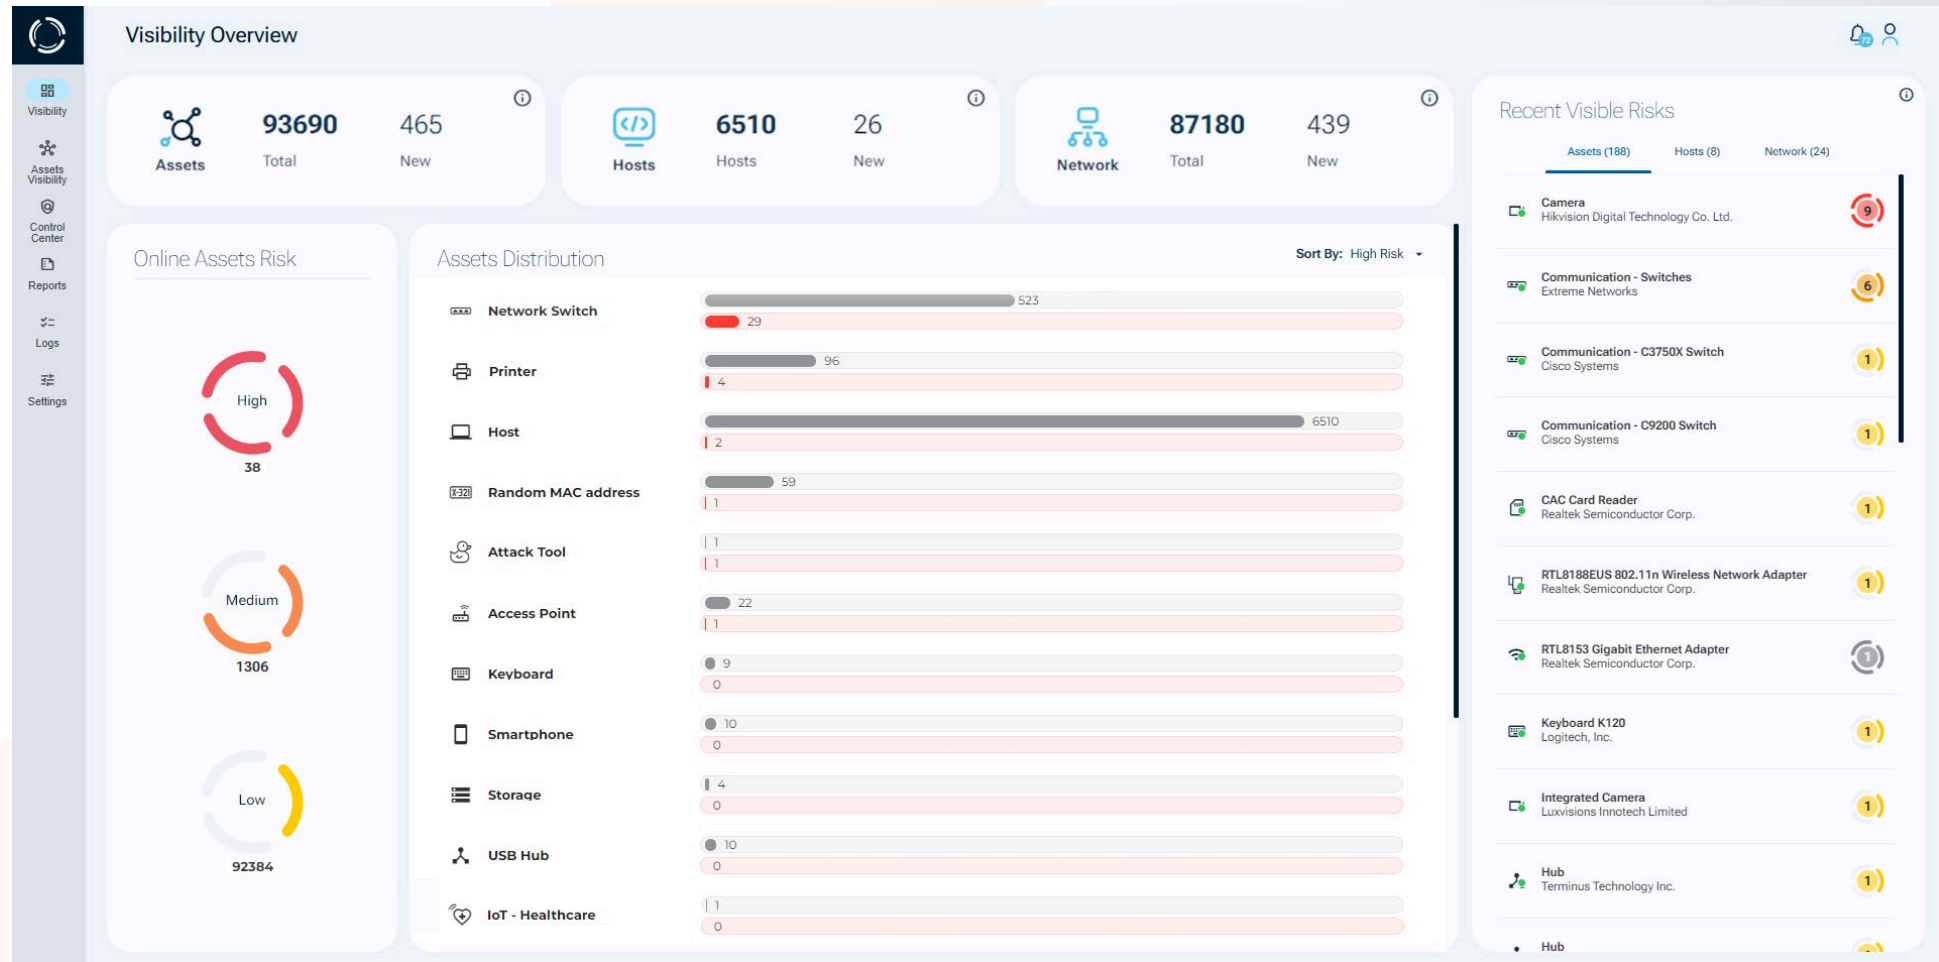 Visibility Overview
72
Visibility
Assets
Visibility
Control
Center
Reports
Logs
Settings
Assets
93690
Total
465
New
Hosts
6510
Hosts
26
New
Network
87180
Total
439
New
Online Assets Risk
High
38
Medium
1306
Low
92384
Assets Distribution
Sort By: High Risk
Network Switch
523
29
Printer
96
4
Host
6510
2
X-321
Random MAC address
59
1
Attack Tool
1
1
Access Point
22
1
Keyboard
9
0
Smartphone
10
0
Storage
4
0
USB Hub
10
0
IoT - Healthcare
1
0
Recent Visible Risks
Assets (188) Hosts (8) Network (24)
Camera
Hikvision Digital Technology Co. Ltd.
9
Communication - Switches
Extreme Networks
6
Communication - C3750X Switch
Cisco Systems
1
Communication - C9200 Switch
Cisco Systems
1
CAC Card Reader
Realtek Semiconductor Corp.
1
RTL8188EUS 802.11n Wireless Network Adapter
Realtek Semiconductor Corp.
1
RTL8153 Gigabit Ethernet Adapter
Realtek Semiconductor Corp.
1
Keyboard K120
Logitech, Inc.
1
Integrated Camera
Luxvisions Innotech Limited
1
Hub
Terminus Technology Inc.
1
Hub